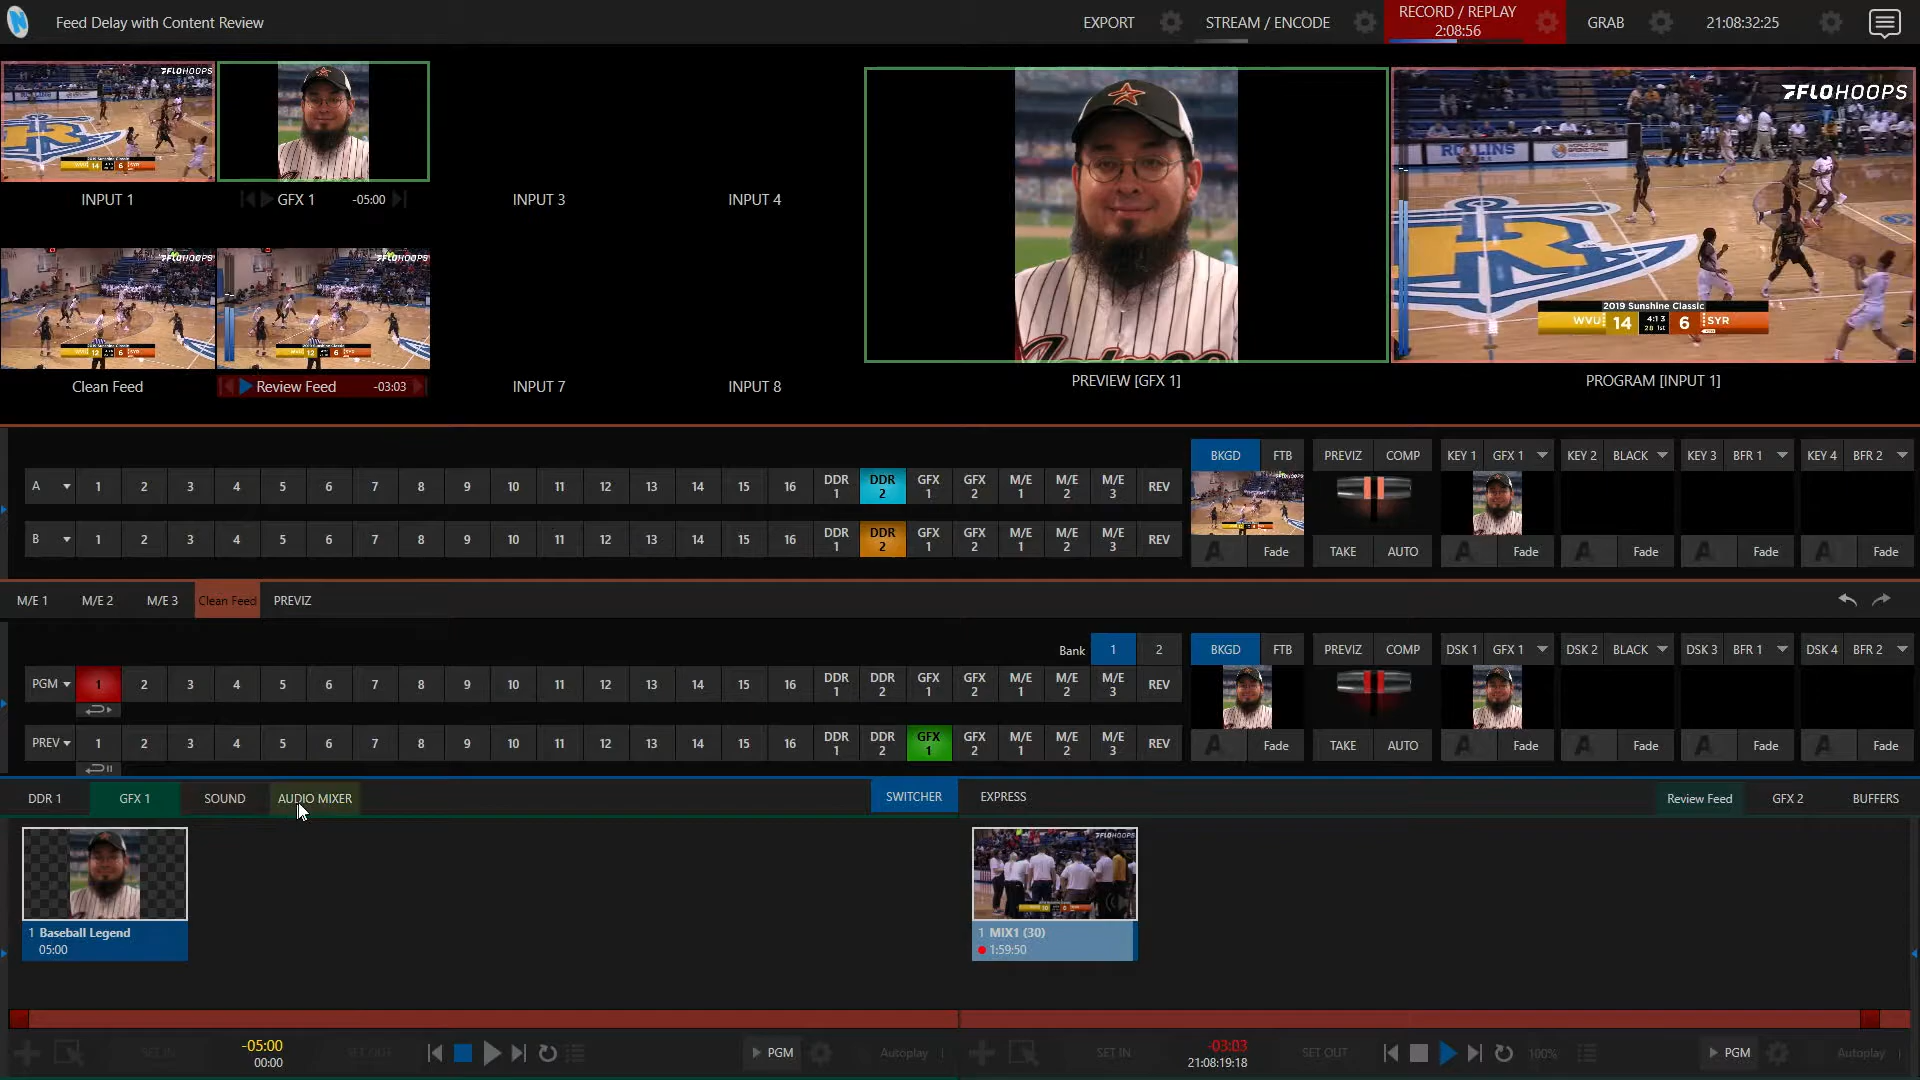 Feed Delay with Content Review
EXPORT
STREAM / ENCODE
RECORD / REPLAY
2:08:56
GRAB
21:08:32:25
FLOHOOPS
FLOHOOPS
INPUT 1
GFX 1 -05:00
INPUT 3
INPUT 4
FLOHOOPS
FLOHOOPS
Clean Feed
Review Feed -03:03
INPUT 7
INPUT 8
ROLLINS
2019 Sunshine Classic
WVU 14 6 SYR
PREVIEW [GFX 1]
PROGRAM [INPUT 1]
BKGD FTB PREVIZ COMP KEY 1 GFX 1 KEY 2 BLACK KEY 3 BFR 1 KEY 4 BFR 2
A 1 2 3 4 5 6 7 8 9 10 11 12 13 14 15 16 DDR 1 DDR 2 GFX 1 GFX 2 M/E 1 M/E 2 M/E 3 REV
B 1 2 3 4 5 6 7 8 9 10 11 12 13 14 15 16 DDR 1 DDR 2 GFX 1 GFX 2 M/E 1 M/E 2 M/E 3 REV
A Fade TAKE AUTO A Fade A Fade A Fade A Fade
M/E 1 M/E 2 M/E 3 Clean Feed PREVIZ
Bank 1 2
BKGD FTB PREVIZ COMP DSK 1 GFX 1 DSK 2 BLACK DSK 3 BFR 1 DSK 4 BFR 2
PGM 1 2 3 4 5 6 7 8 9 10 11 12 13 14 15 16 DDR 1 DDR 2 GFX 1 GFX 2 M/E 1 M/E 2 M/E 3 REV
PREV 1 2 3 4 5 6 7 8 9 10 11 12 13 14 15 16 DDR 1 DDR 2 GFX 1 GFX 2 M/E 1 M/E 2 M/E 3 REV
A Fade TAKE AUTO A Fade A Fade A Fade A Fade
DDR 1 GFX 1 SOUND AUDIO MIXER SWITCHER EXPRESS Review Feed GFX 2 BUFFERS
1 Baseball Legend
05:00
1 MIX1 (30)
1:59:50
SET IN
-05:00
00:00
SET OUT
PGM
Autoplay
SET IN
-03:03
21:08:19:18
SET OUT
100%
PGM
Autoplay